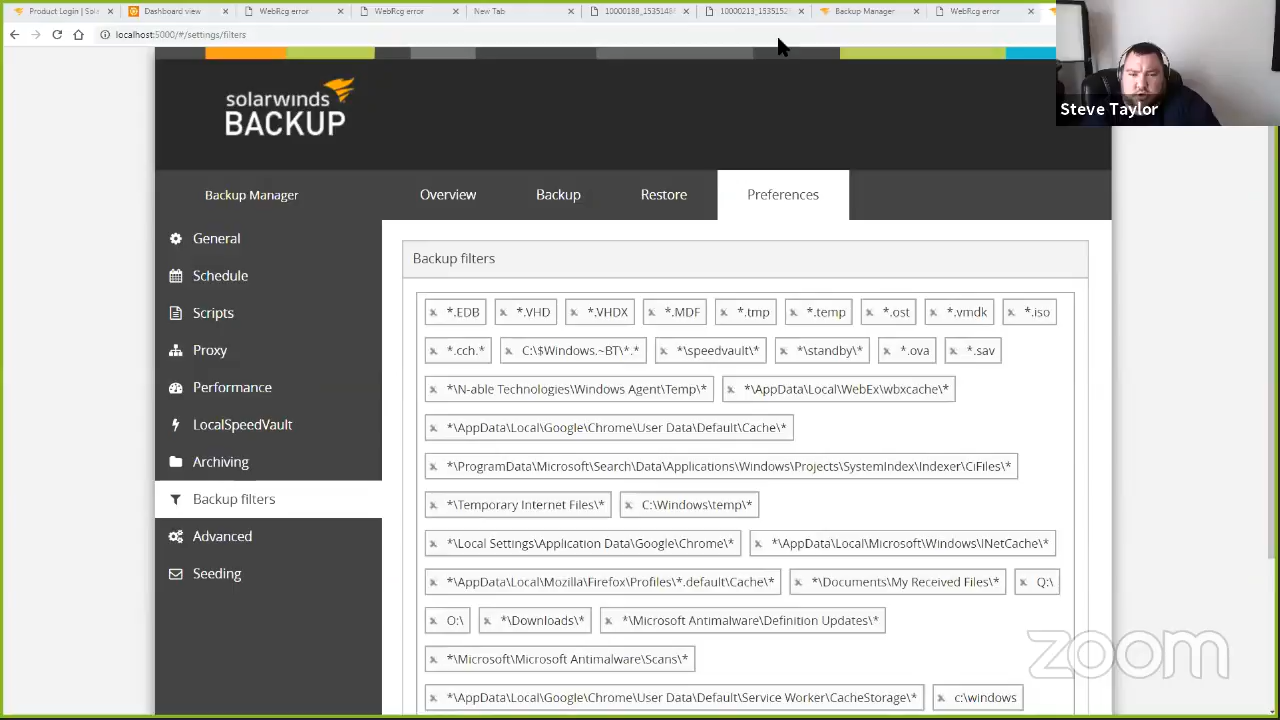 Product Login | Sol
Dashboard view
WebRcg error
WebRcg error
New Tab
10000188_1535148
10000213_1535152
Backup Manager
WebRcg error
localhost:5000/#/settings/filters
Steve Taylor
solarwinds
BACKUP
Backup Manager
Overview
Backup
Restore
Preferences
General
Schedule
Scripts
Proxy
Performance
LocalSpeedVault
Archiving
Backup filters
Advanced
Seeding
Backup filters
*.EDB *.VHD *.VHDX *.MDF *.tmp *.temp *.ost *.vmdk *.iso
*.cch.* C:\$Windows.~BT\*.* *\speedvault\* *\standby\* *.ova *.sav
*\N-able Technologies\Windows Agent\Temp\* *\AppData\Local\WebEx\wbxcache\*
*\AppData\Local\Google\Chrome\User Data\Default\Cache\*
*\ProgramData\Microsoft\Search\Data\Applications\Windows\Projects\SystemIndex\Indexer\CiFiles\*
*\Temporary Internet Files\* C:\Windows\temp\*
*\Local Settings\Application Data\Google\Chrome\* *\AppData\Local\Microsoft\Windows\INetCache\*
*\AppData\Local\Mozilla\Firefox\Profiles\*.default\Cache\* *\Documents\My Received Files\* Q:\
O:\ *\Downloads\* *\Microsoft Antimalware\Definition Updates\*
*\Microsoft\Microsoft Antimalware\Scans\*
*\AppData\Local\Google\Chrome\User Data\Default\Service Worker\CacheStorage\* c:\windows
zoom